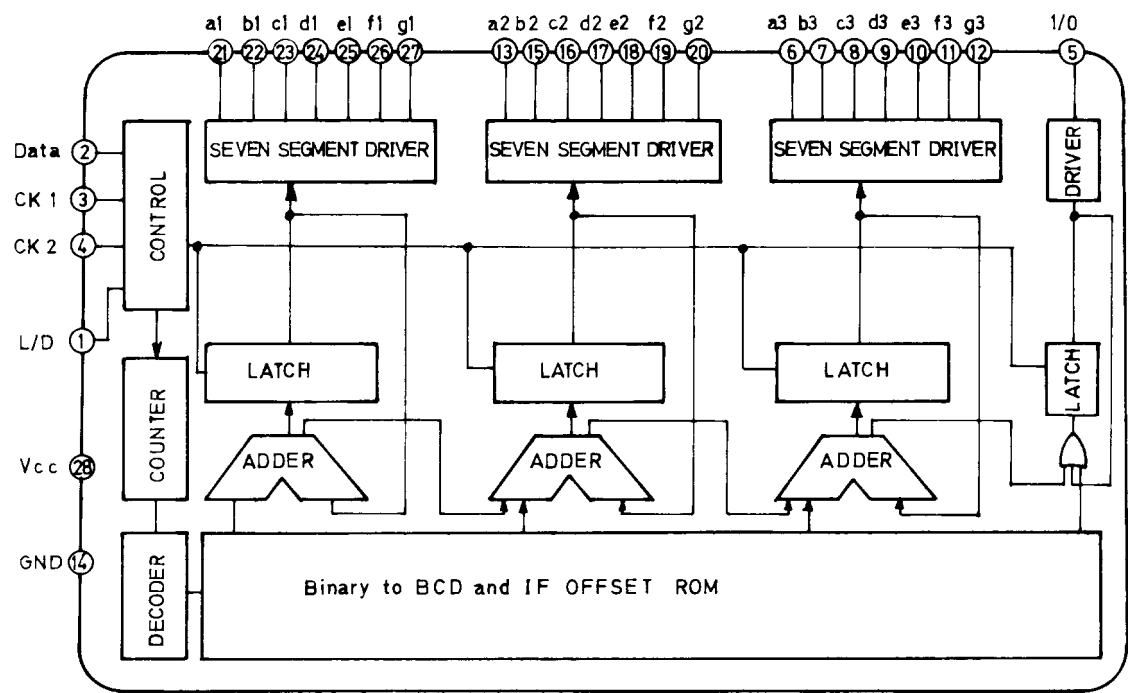 a1 b1 c1 d1 e1 f1 g1 a2 b2 c2 d2 e2 f2 g2 a3 b3 c3 d3 e3 f3 g3 1/0
21 22 23 24 25 26 27 13 15 16 17 18 19 20 6 7 8 9 10 11 12 5
Data 2
CK 1 3
CK 2 4
L/D 1
Vcc 28
GND 14
CONTROL
COUNTER
DECODER
SEVEN SEGMENT DRIVER
SEVEN SEGMENT DRIVER
SEVEN SEGMENT DRIVER
DRIVER
LATCH
LATCH
LATCH
LATCH
ADDER
ADDER
ADDER
Binary to BCD and IF OFFSET ROM